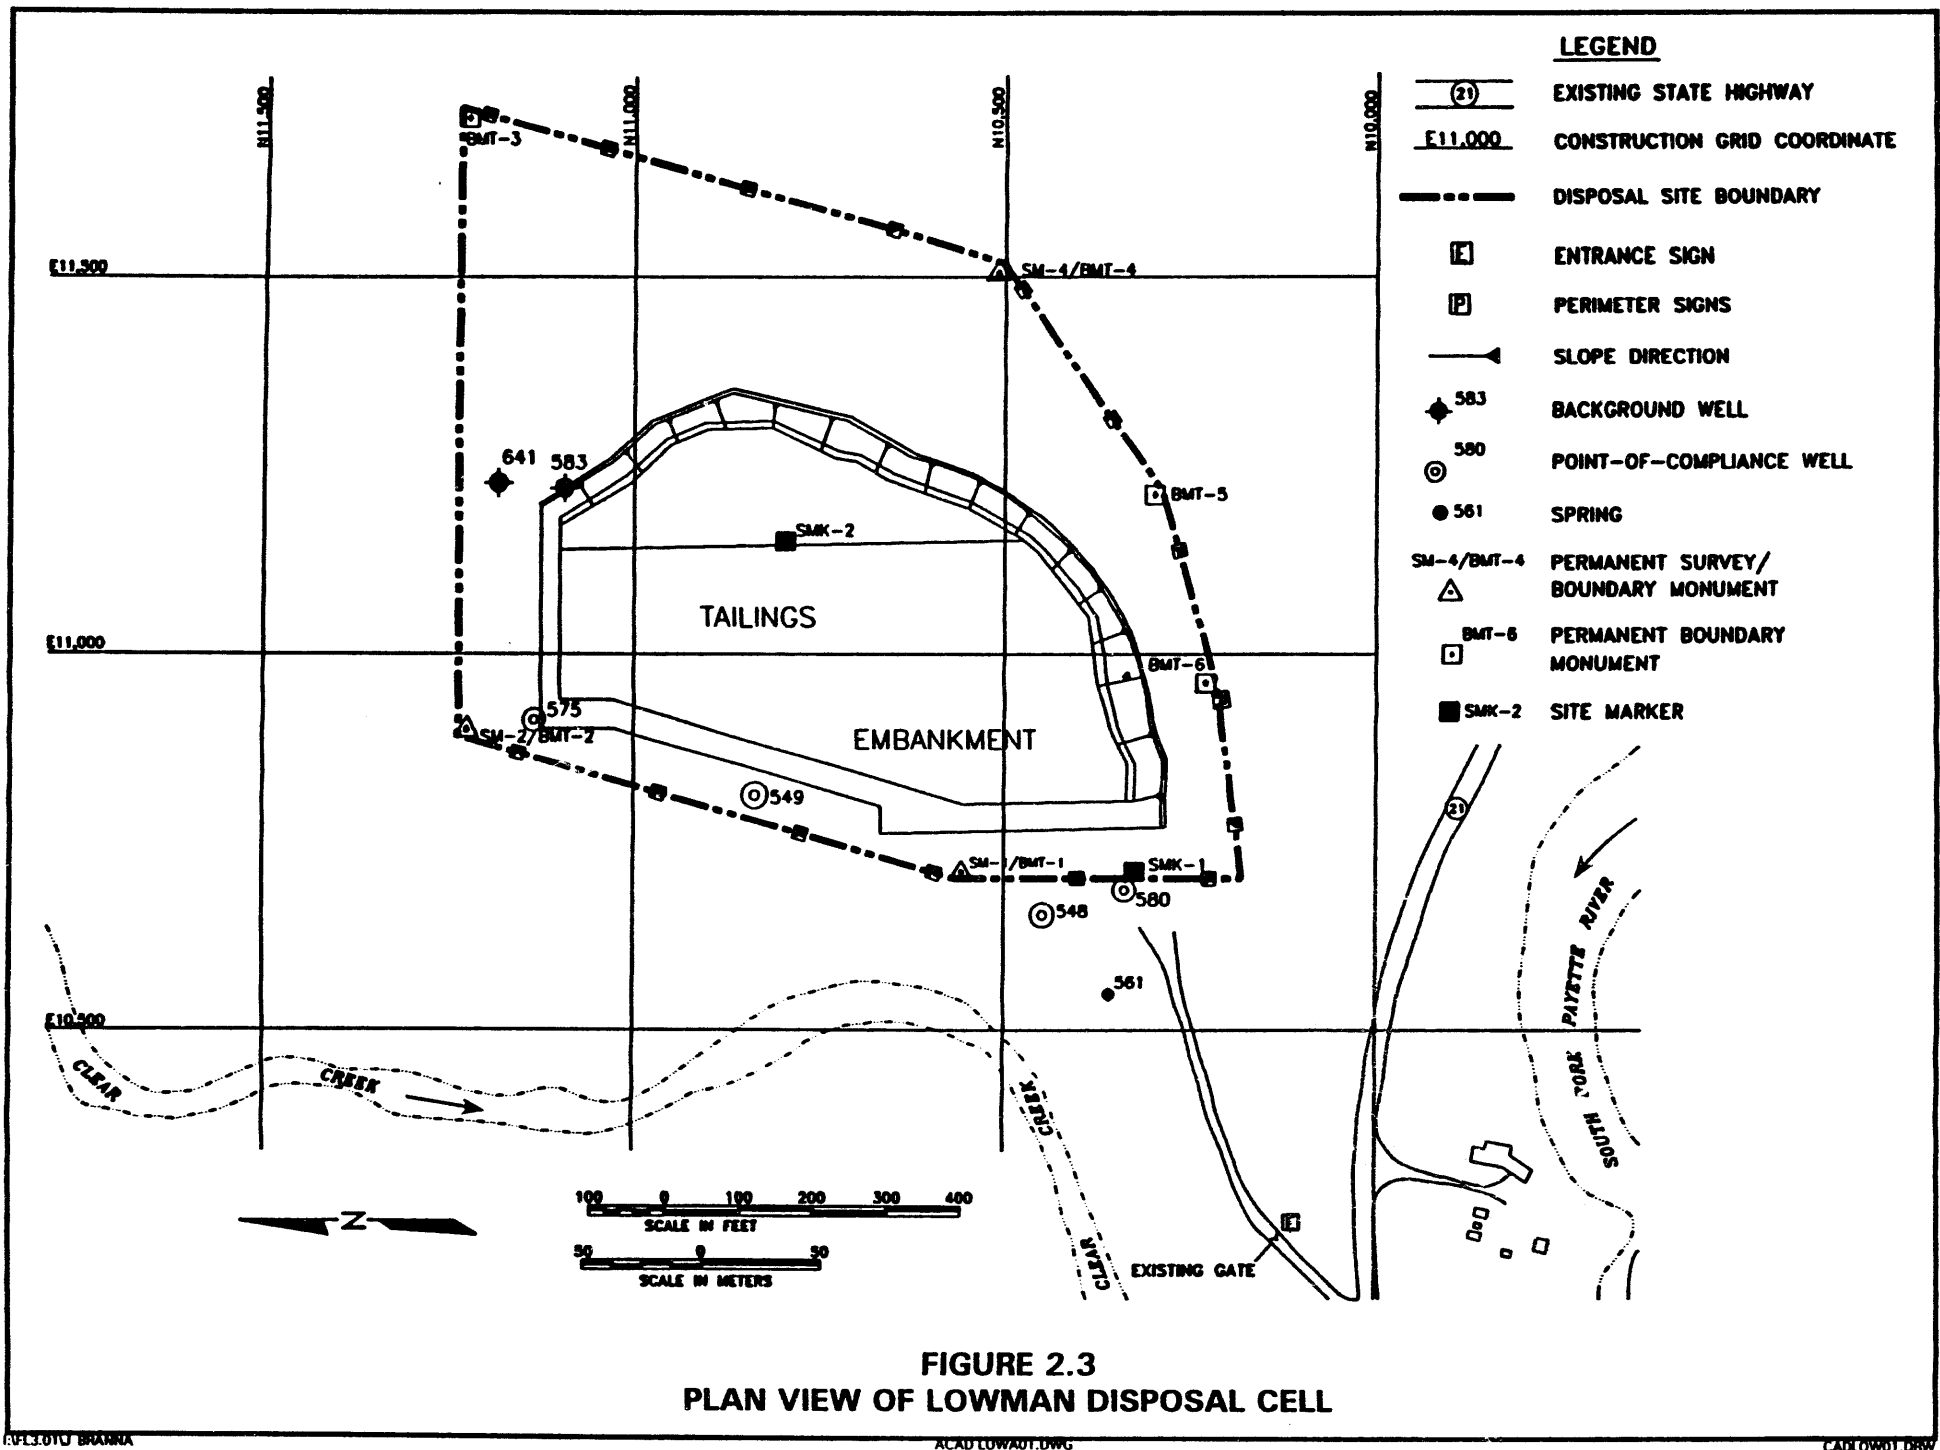 LEGEND
21 EXISTING STATE HIGHWAY
E11,000 CONSTRUCTION GRID COORDINATE
DISPOSAL SITE BOUNDARY
E ENTRANCE SIGN
P PERIMETER SIGNS
SLOPE DIRECTION
583 BACKGROUND WELL
580 POINT-OF-COMPLIANCE WELL
561 SPRING
SM-4/BMT-4 PERMANENT SURVEY/
BOUNDARY MONUMENT
BMT-6 PERMANENT BOUNDARY
MONUMENT
SMK-2 SITE MARKER
N11,500
N11,000
N10,500
N10,000
BMT-3
E11,500
SM-4/BMT-4
641
583
BMT-5
SMK-2
TAILINGS
E11,000
BMT-6
575
SM-2/BMT-2
EMBANKMENT
549
SM-1/BMT-1
SMK-1
580
548
561
21
E10,500
CLEAR
CREEK
CREEK
CLEAR
SOUTH FORK PAYETTE RIVER
N
100 0 100 200 300 400
SCALE IN FEET
50 0 50
SCALE IN METERS
E
EXISTING GATE
FIGURE 2.3
PLAN VIEW OF LOWMAN DISPOSAL CELL